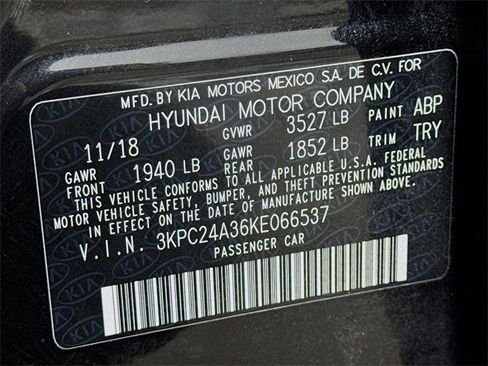 MFD. BY KIA MOTORS MEXICO S.A. DE C.V. FOR
HYUNDAI MOTOR COMPANY
11/18 GVWR 3527 LB PAINT ABP
GAWR FRONT 1940 LB GAWR REAR 1852 LB TRIM TRY
THIS VEHICLE CONFORMS TO ALL APPLICABLE U.S.A. FEDERAL
MOTOR VEHICLE SAFETY, BUMPER, AND THEFT PREVENTION STANDARDS
IN EFFECT ON THE DATE OF MANUFACTURE SHOWN ABOVE.
V.I.N. 3KPC24A36KE066537
PASSENGER CAR